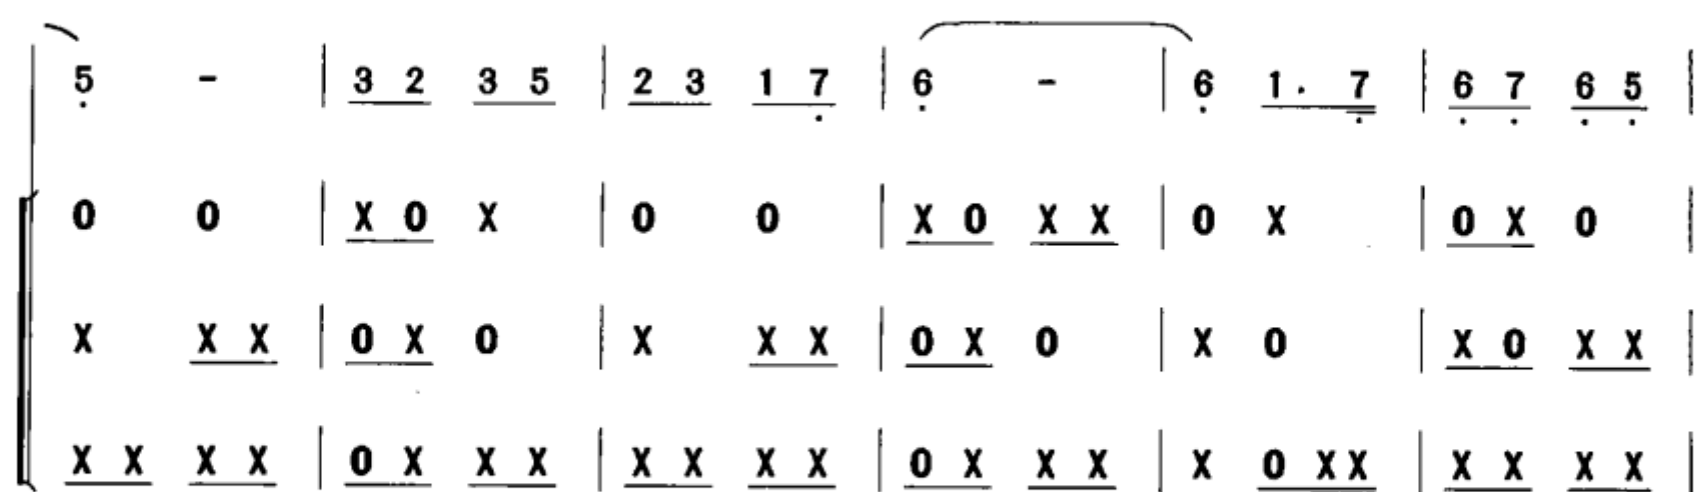 5 - | 3 2 3 5 | 2 3 1 7 | 6 - | 6 1. 7 | 6 7 6 5 |
0 0 | X 0 X | 0 0 | X 0 X X | 0 X | 0 X 0 |
X X X | 0 X 0 | X X X | 0 X 0 | X 0 | X 0 X X |
X X X X | 0 X X X | X X X X | 0 X X X | X 0 X X | X X X X |